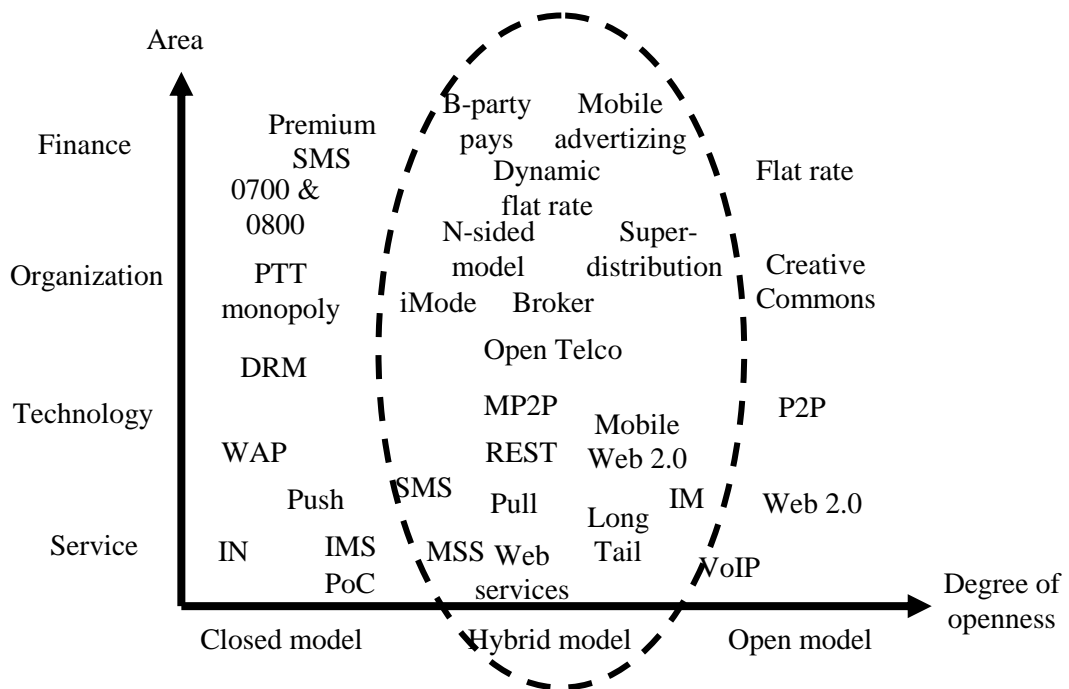 Area
B-party
pays
Mobile
advertizing
Premium
SMS
Finance
Dynamic
flat rate
Flat rate
0700 &
0800
N-sided
model
Super-
distribution
Organization
PTT
monopoly
Creative
Commons
iMode
Broker
Open Telco
DRM
Technology
MP2P
P2P
Mobile
Web 2.0
WAP
REST
SMS
Push
Pull
IM
Web 2.0
Long
Tail
Service
IN
IMS
MSS
Web
services
PoC
VoIP
Degree of
openness
Closed model
Hybrid model
Open model